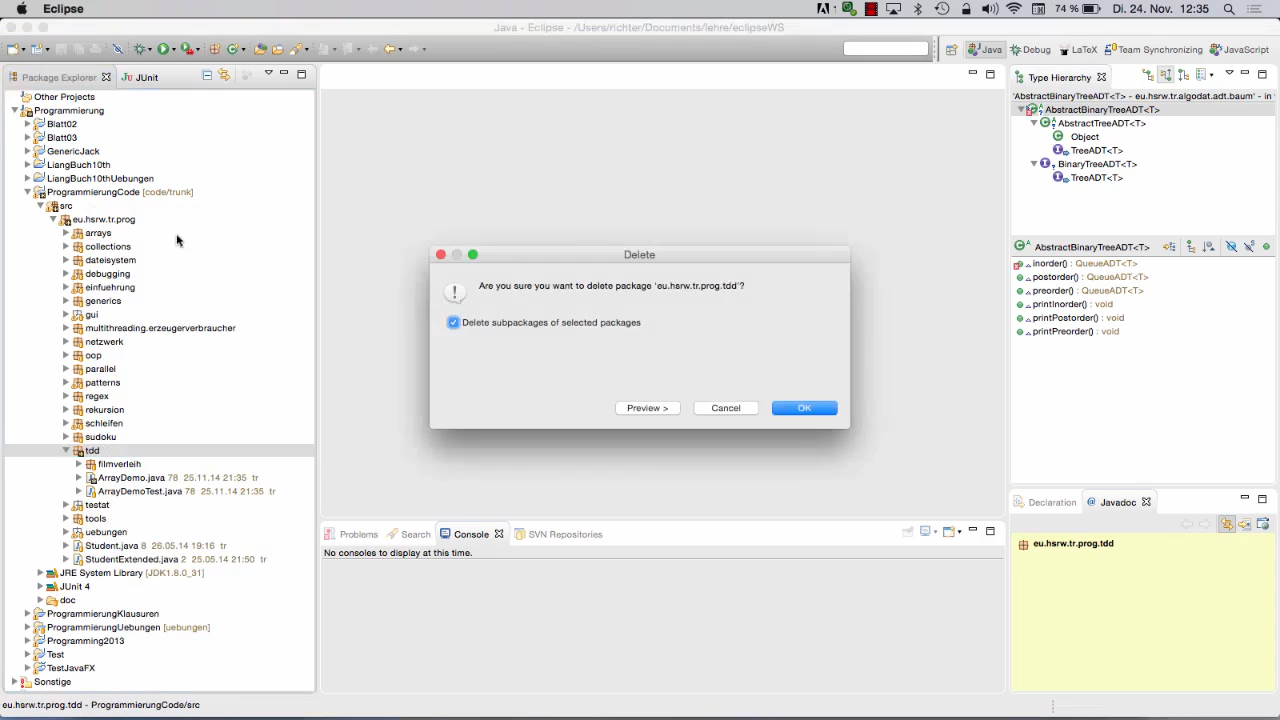 Eclipse
74 %
Di. 24. Nov. 12:35
Java - Eclipse - /Users/richter/Documents/lehre/eclipseWS
Java
Debug
LaTeX
Team Synchronizing
JavaScript
Package Explorer
JUnit
Other Projects
Programmierung
Blatt02
Blatt03
GenericJack
LiangBuch10th
LiangBuch10thUebungen
ProgrammierungCode [code/trunk]
src
eu.hsrw.tr.prog
arrays
collections
dateisystem
debugging
einfuehrung
generics
gui
multithreading.erzeugerverbraucher
netzwerk
oop
parallel
patterns
regex
rekursion
schleifen
sudoku
tdd
filmverleih
ArrayDemo.java 78 25.11.14 21:35 tr
ArrayDemoTest.java 78 25.11.14 21:35 tr
testat
tools
uebungen
Student.java 8 26.05.14 19:16 tr
StudentExtended.java 2 25.05.14 21:50 tr
JRE System Library [JDK1.8.0_31]
JUnit 4
doc
ProgrammierungKlausuren
ProgrammierungUebungen [uebungen]
Programming2013
Test
TestJavaFX
Sonstige
Delete
Are you sure you want to delete package 'eu.hsrw.tr.prog.tdd'?
Delete subpackages of selected packages
Preview >
Cancel
OK
Problems
Search
Console
SVN Repositories
No consoles to display at this time.
Type Hierarchy
'AbstractBinaryTreeADT<T>' - eu.hsrw.tr.algodat.adt.baum' - in
AbstractBinaryTreeADT<T>
AbstractTreeADT<T>
Object
TreeADT<T>
BinaryTreeADT<T>
TreeADT<T>
AbstractBinaryTreeADT<T>
inorder() : QueueADT<T>
postorder() : QueueADT<T>
preorder() : QueueADT<T>
printInorder() : void
printPostorder() : void
printPreorder() : void
Declaration
Javadoc
eu.hsrw.tr.prog.tdd
eu.hsrw.tr.prog.tdd - ProgrammierungCode/src